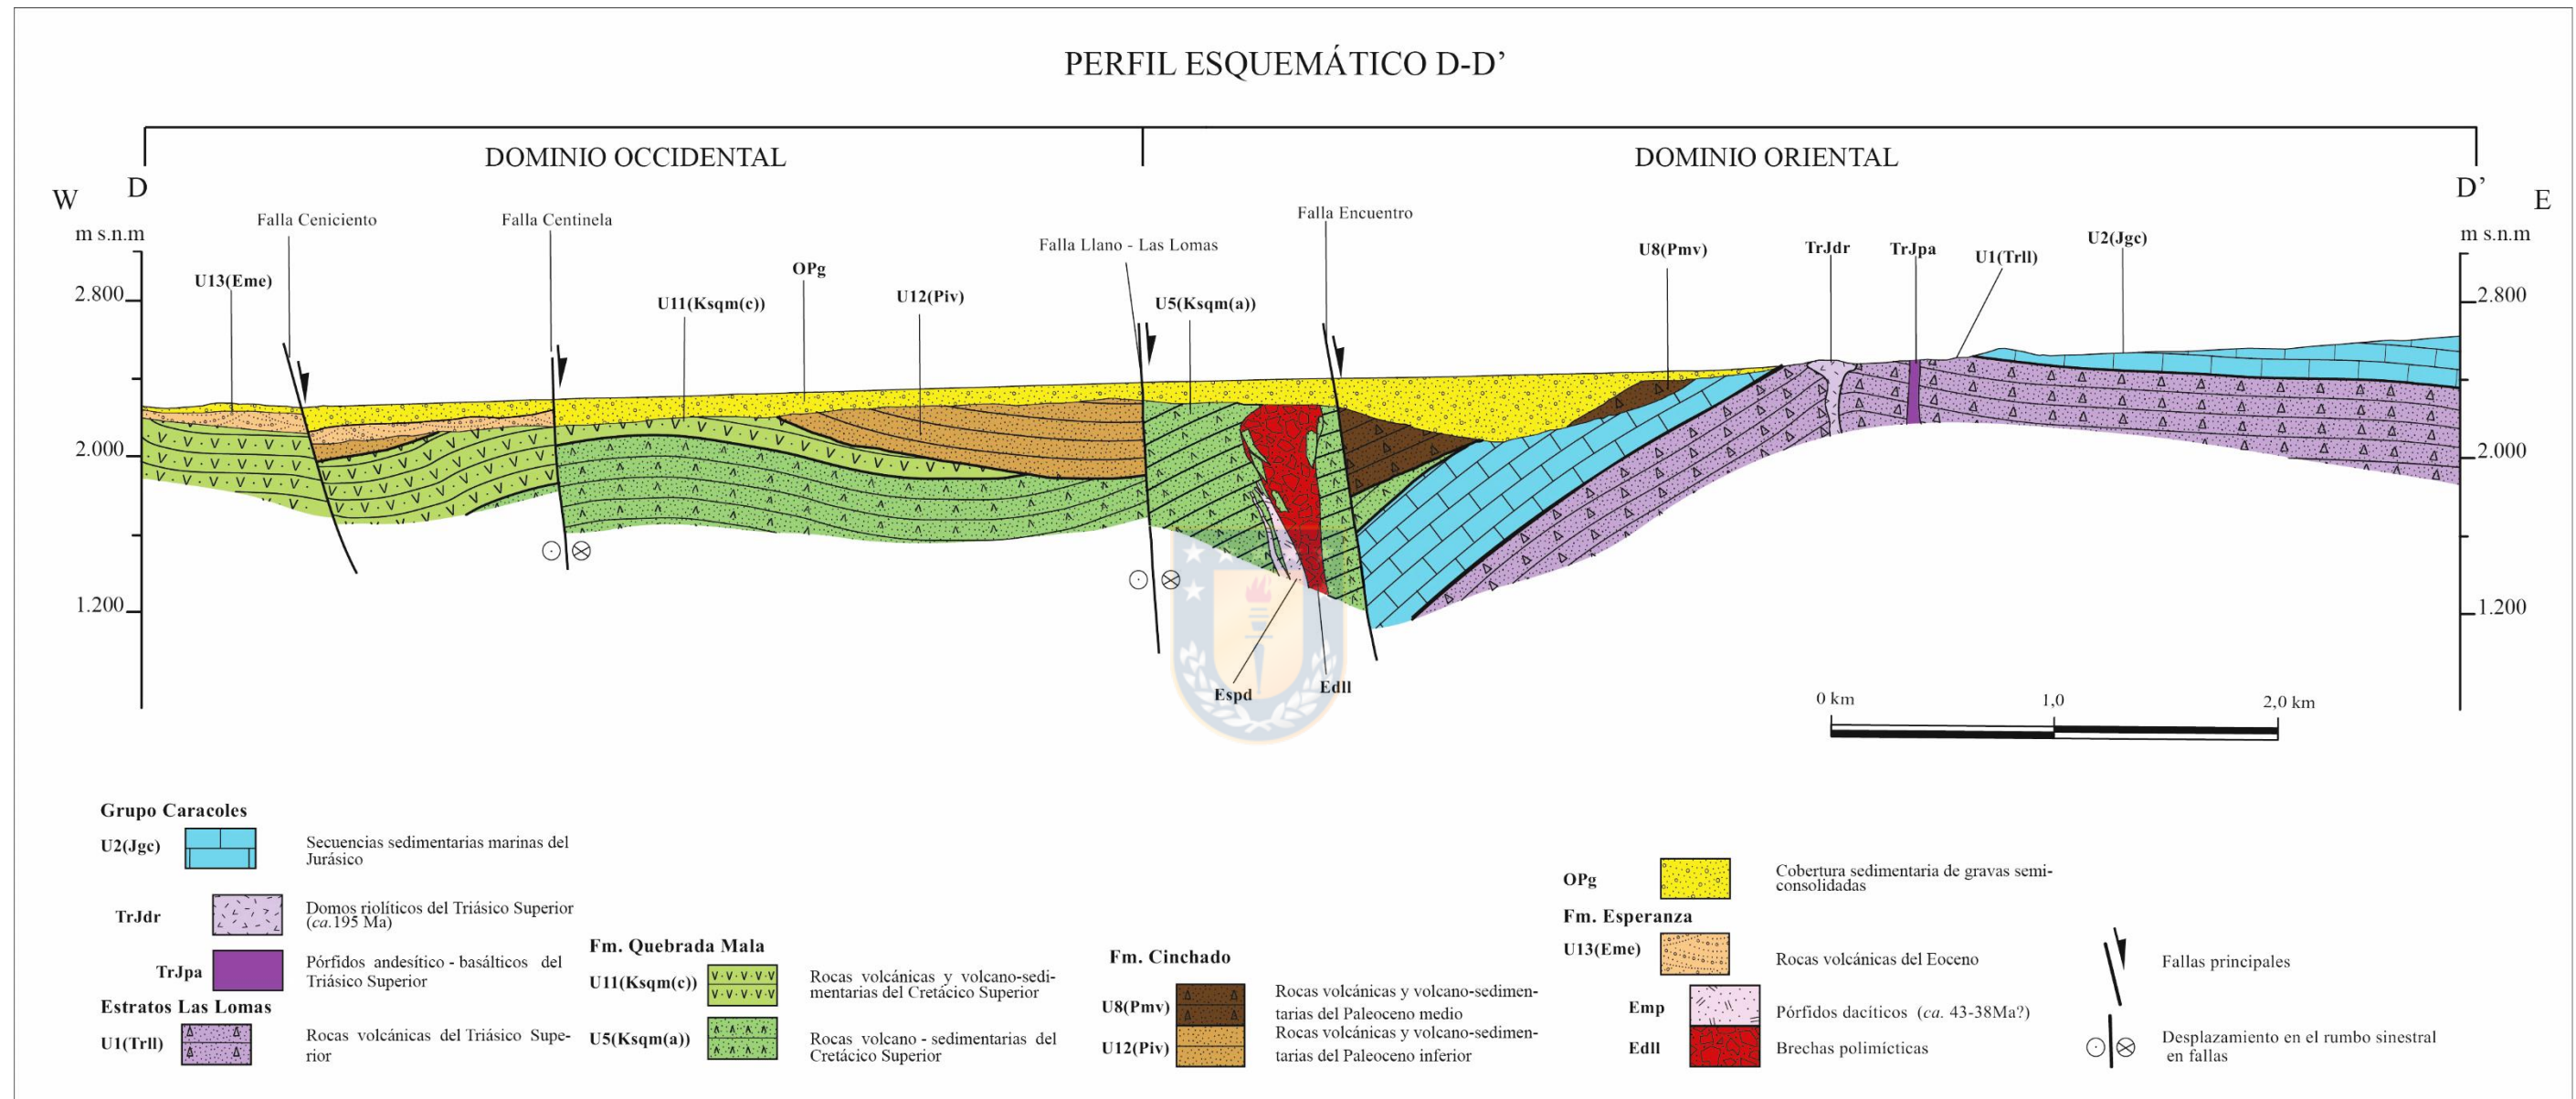 PERFIL ESQUEMÁTICO D-D’
DOMINIO OCCIDENTAL
DOMINIO ORIENTAL
W
D
D’
E
m s.n.m
m s.n.m
Falla Ceniciento
Falla Centinela
Falla Llano - Las Lomas
Falla Encuentro
U13(Eme)
U11(Ksqm(c))
OPg
U12(Piv)
U5(Ksqm(a))
U8(Pmv)
TrJdr
TrJpa
U1(Trll)
U2(Jgc)
2.800
2.000
1.200
2.800
2.000
1.200
Espd
Edll
0 km
1,0
2,0 km
Grupo Caracoles
U2(Jgc)
Secuencias sedimentarias marinas del
Jurásico
TrJdr
Domos riolíticos del Triásico Superior
(ca.195 Ma)
TrJpa
Pórfidos andesítico - basálticos del
Triásico Superior
Estratos Las Lomas
U1(Trll)
Rocas volcánicas del Triásico Supe-
rior
Fm. Quebrada Mala
U11(Ksqm(c))
Rocas volcánicas y volcano-sedi-
mentarias del Cretácico Superior
U5(Ksqm(a))
Rocas volcano - sedimentarias del
Cretácico Superior
Fm. Cinchado
U8(Pmv)
Rocas volcánicas y volcano-sedimen-
tarias del Paleoceno medio
U12(Piv)
Rocas volcánicas y volcano-sedimen-
tarias del Paleoceno inferior
OPg
Cobertura sedimentaria de gravas semi-
consolidadas
Fm. Esperanza
U13(Eme)
Rocas volcánicas del Eoceno
Emp
Pórfidos dacíticos (ca. 43-38Ma?)
Edll
Brechas polimícticas
Fallas principales
Desplazamiento en el rumbo sinestral
en fallas